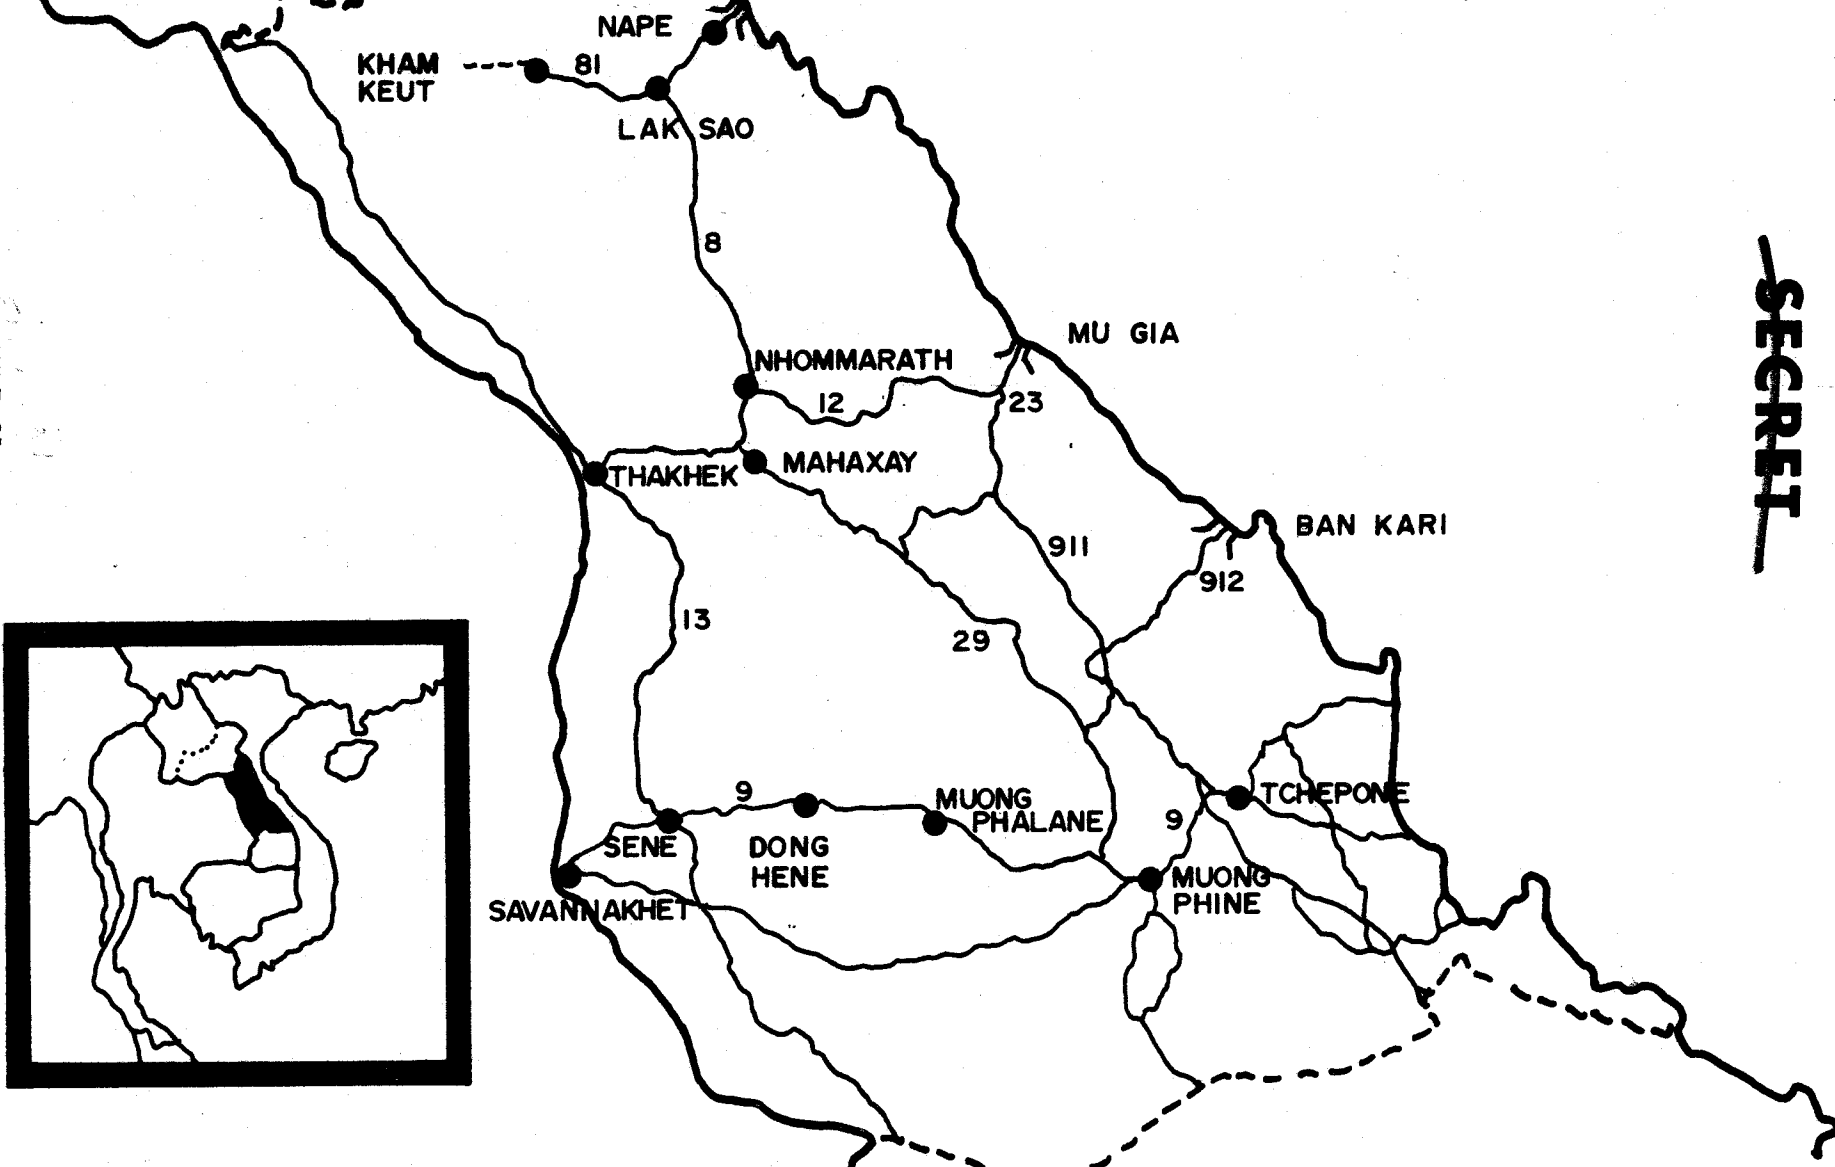 NAPE
KHAM
KEUT
81
LAK SAO
8
MU GIA
NHOMMARATH
12
23
THAKHEK
MAHAXAY
BAN KARI
911
912
13
29
9
MUONG
PHALANE
TCHEPONE
9
SENE
DONG
HENE
MUONG
PHINE
SAVANNAKHET
SECRET